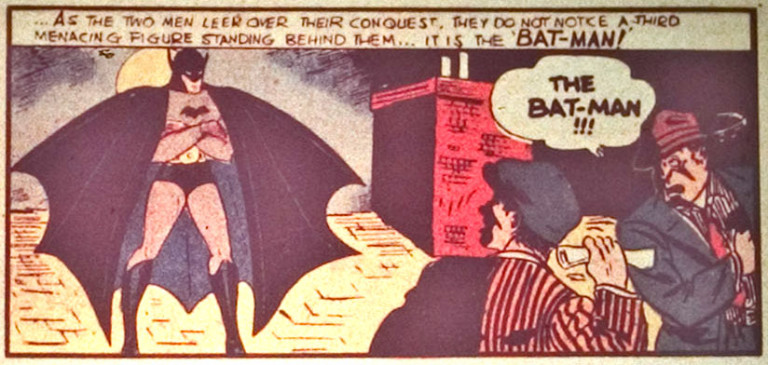 ...AS THE TWO MEN LEER OVER THEIR CONQUEST, THEY DO NOT NOTCE A THIRD
MENACING FIGURE STANDING BEHIND THEM... IT IS THE 'BAT-MAN!'
THE
BAT-MAN
!!!